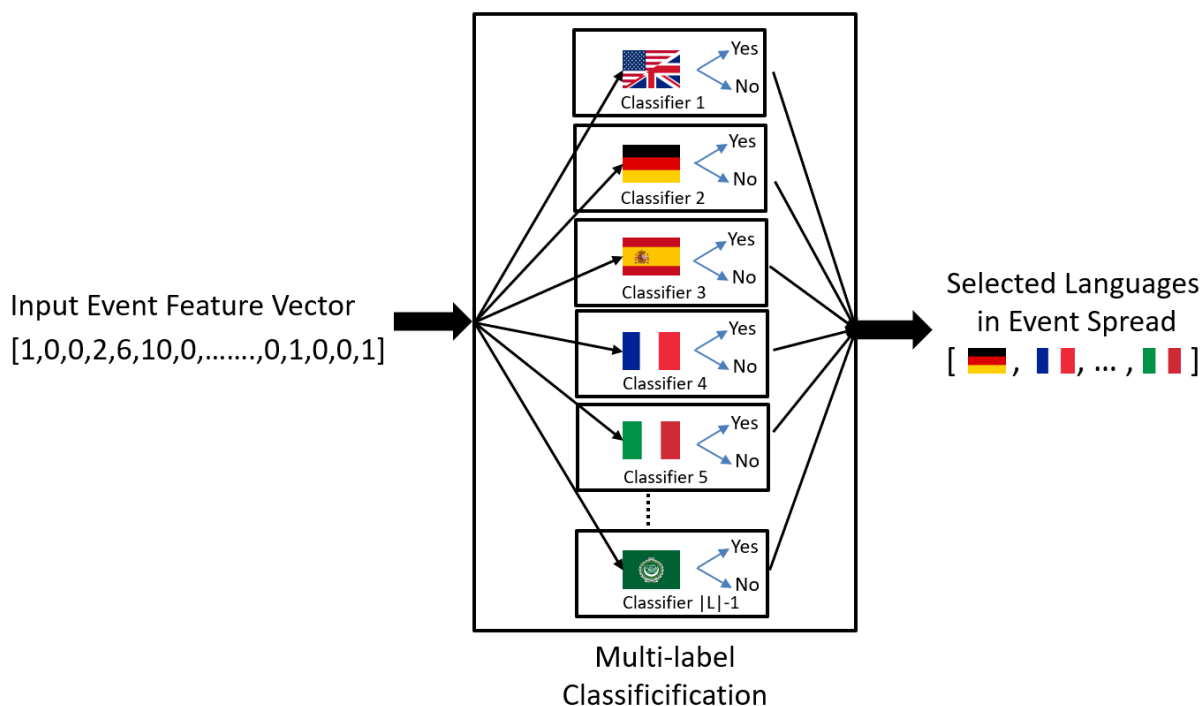 Yes
No
Classifier 1
Yes
No
Classifier 2
Yes
No
Classifier 3
Yes
No
Classifier 4
Yes
No
Classifier 5
Yes
No
Classifier |L|-1
Input Event Feature Vector
[1,0,0,2,6,10,0,.......,0,1,0,0,1]
Selected Languages
in Event Spread
[ , , ... , ]
Multi-label
Classificification